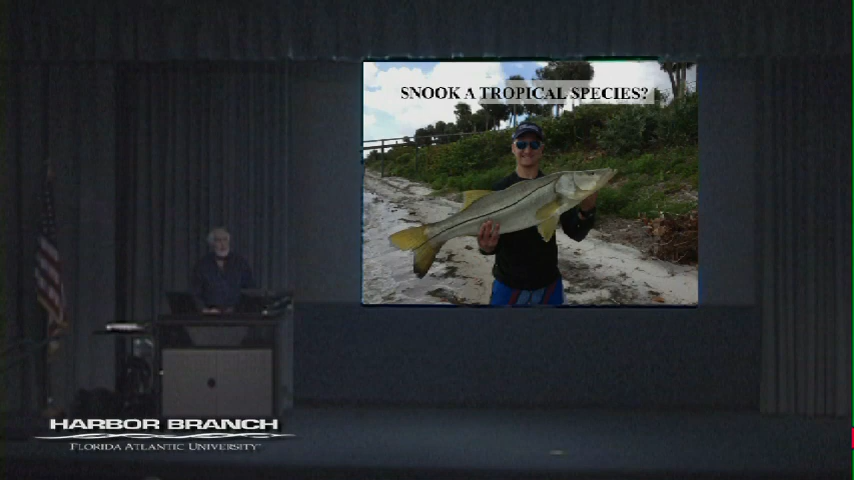 SNOOK A TROPICAL SPECIES?
HARBOR BRANCH
FLORIDA ATLANTIC UNIVERSITY